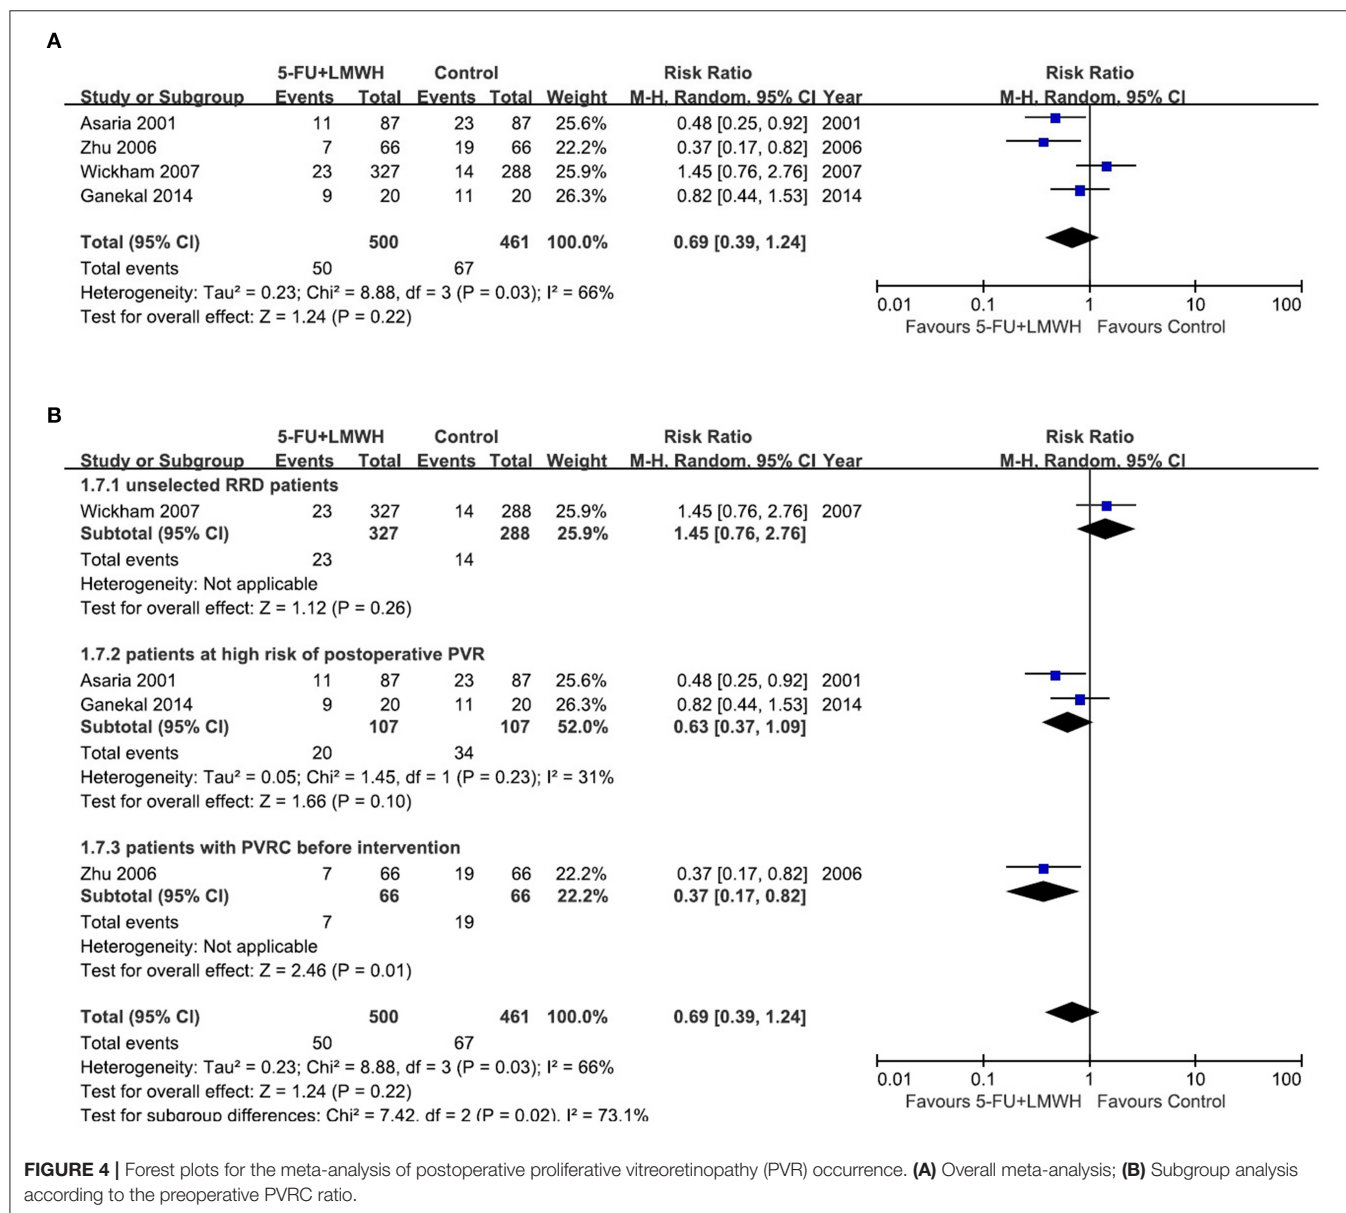 A
5-FU+LMWH Control Risk Ratio Risk Ratio
Study or Subgroup Events Total Events Total Weight M-H, Random, 95% CI Year M-H, Random, 95% CI
Asaria 2001 11 87 23 87 25.6% 0.48 [0.25, 0.92] 2001
Zhu 2006 7 66 19 66 22.2% 0.37 [0.17, 0.82] 2006
Wickham 2007 23 327 14 288 25.9% 1.45 [0.76, 2.76] 2007
Ganekal 2014 9 20 11 20 26.3% 0.82 [0.44, 1.53] 2014
Total (95% CI) 500 461 100.0% 0.69 [0.39, 1.24]
Total events 50 67
Heterogeneity: Tau² = 0.23; Chi² = 8.88, df = 3 (P = 0.03); I² = 66%
Test for overall effect: Z = 1.24 (P = 0.22)
0.01 0.1 1 10 100
Favours 5-FU+LMWH Favours Control
B
5-FU+LMWH Control Risk Ratio Risk Ratio
Study or Subgroup Events Total Events Total Weight M-H, Random, 95% CI Year M-H, Random, 95% CI
1.7.1 unselected RRD patients
Wickham 2007 23 327 14 288 25.9% 1.45 [0.76, 2.76] 2007
Subtotal (95% CI) 327 288 25.9% 1.45 [0.76, 2.76]
Total events 23 14
Heterogeneity: Not applicable
Test for overall effect: Z = 1.12 (P = 0.26)
1.7.2 patients at high risk of postoperative PVR
Asaria 2001 11 87 23 87 25.6% 0.48 [0.25, 0.92] 2001
Ganekal 2014 9 20 11 20 26.3% 0.82 [0.44, 1.53] 2014
Subtotal (95% CI) 107 107 52.0% 0.63 [0.37, 1.09]
Total events 20 34
Heterogeneity: Tau² = 0.05; Chi² = 1.45, df = 1 (P = 0.23); I² = 31%
Test for overall effect: Z = 1.66 (P = 0.10)
1.7.3 patients with PVRC before intervention
Zhu 2006 7 66 19 66 22.2% 0.37 [0.17, 0.82] 2006
Subtotal (95% CI) 66 66 22.2% 0.37 [0.17, 0.82]
Total events 7 19
Heterogeneity: Not applicable
Test for overall effect: Z = 2.46 (P = 0.01)
Total (95% CI) 500 461 100.0% 0.69 [0.39, 1.24]
Total events 50 67
Heterogeneity: Tau² = 0.23; Chi² = 8.88, df = 3 (P = 0.03); I² = 66%
Test for overall effect: Z = 1.24 (P = 0.22)
Test for subgroup differences: Chi² = 7.42, df = 2 (P = 0.02), I² = 73.1%
0.01 0.1 1 10 100
Favours 5-FU+LMWH Favours Control
FIGURE 4 | Forest plots for the meta-analysis of postoperative proliferative vitreoretinopathy (PVR) occurrence. (A) Overall meta-analysis; (B) Subgroup analysis
according to the preoperative PVRC ratio.